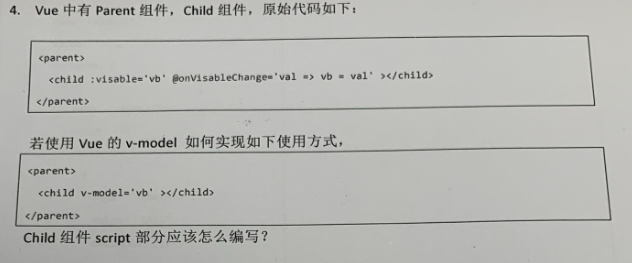 4. Vue 中有 Parent 组件，Child 组件，原始代码如下：
<parent>
<child :visable='vb' @onVisableChange='val => vb = val' ></child>
</parent>
若使用 Vue 的 v-model 如何实现如下使用方式，
<parent>
<child v-model='vb' ></child>
</parent>
Child 组件 script 部分应该怎么编写？